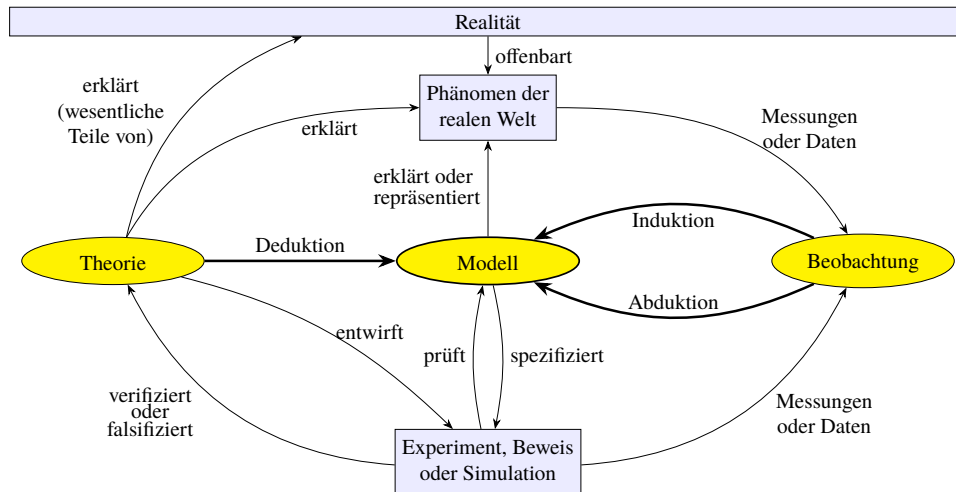 Realität
offenbart
erklärt
(wesentliche
Teile von)
Phänomen der
realen Welt
erklärt
Messungen
oder Daten
erklärt oder
repräsentiert
Induktion
Deduktion
Theorie
Modell
Beobachtung
Abduktion
entwirft
prüft
spezifiziert
verifiziert
oder
falsifiziert
Messungen
oder Daten
Experiment, Beweis
oder Simulation